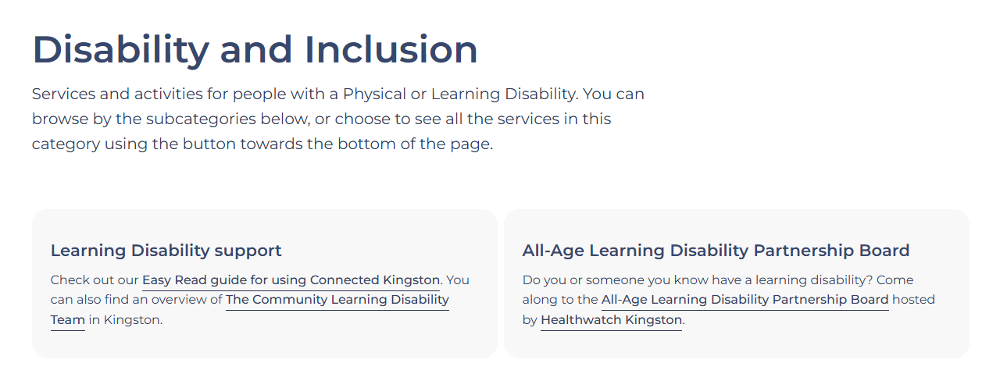 Disability and Inclusion
Services and activities for people with a Physical or Learning Disability. You can
browse by the subcategories below, or choose to see all the services in this
category using the button towards the bottom of the page.
Learning Disability support
Check out our Easy Read guide for using Connected Kingston. You
can also find an overview of The Community Learning Disability
Team in Kingston.
All-Age Learning Disability Partnership Board
Do you or someone you know have a learning disability? Come
along to the All-Age Learning Disability Partnership Board hosted
by Healthwatch Kingston.